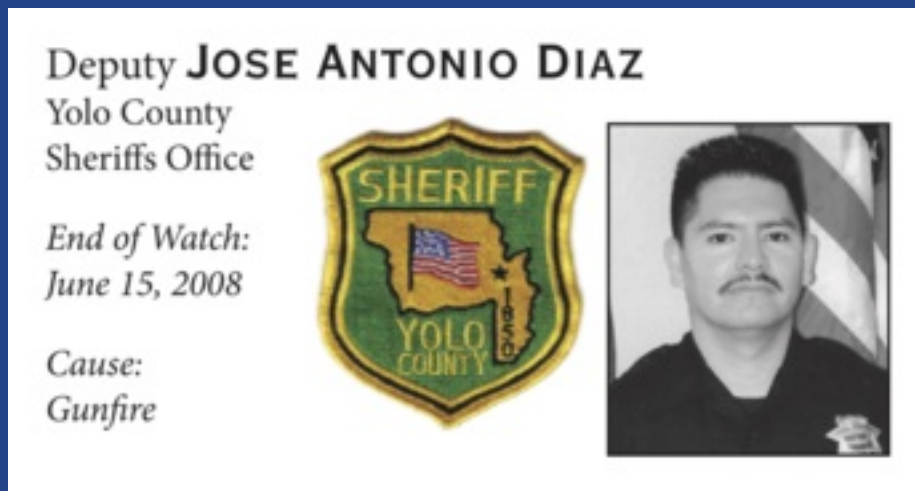 Deputy JOSE ANTONIO DIAZ
Yolo County
Sheriffs Office
End of Watch:
June 15, 2008
Cause:
Gunfire
SHERIFF
1850
YOLO
COUNTY